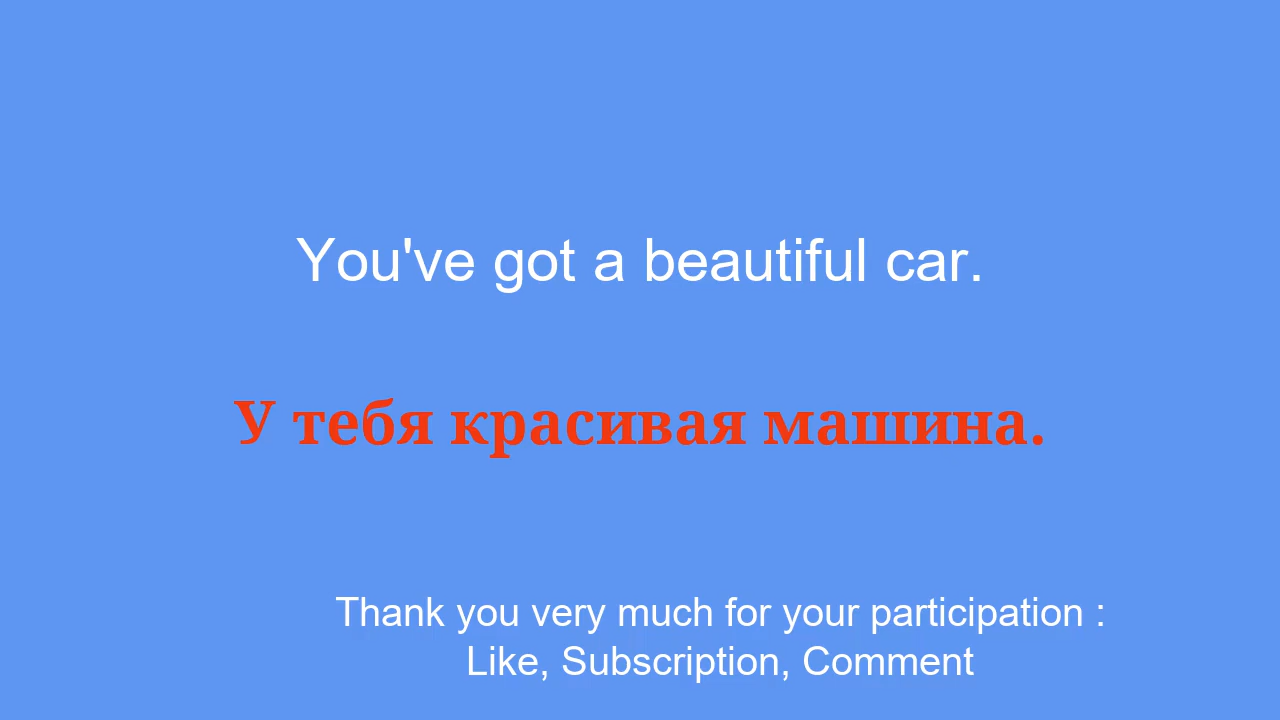 You've got a beautiful car.
У тебя красивая машина.
Thank you very much for your participation :
Like, Subscription, Comment